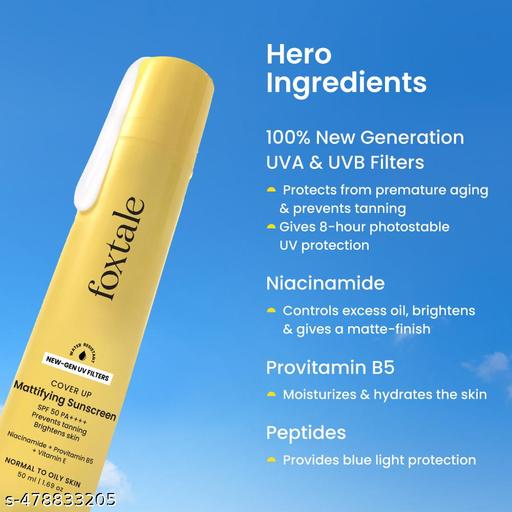 Hero
Ingredients
100% New Generation
UVA & UVB Filters
Protects from premature aging
& prevents tanning
Gives 8-hour photostable
UV protection
Niacinamide
Controls excess oil, brightens
& gives a matte-finish
Provitamin B5
Moisturizes & hydrates the skin
Peptides
Provides blue light protection
foxtale
WATER RESISTANT
NEW-GEN UV FILTERS
COVER UP
Mattifying Sunscreen
SPF 50 PA++++
Prevents tanning
Brightens skin
Niacinamide + Provitamin B5
+ Vitamin E
NORMAL TO OILY SKIN
50 ml | 1.69 oz
s-478833205